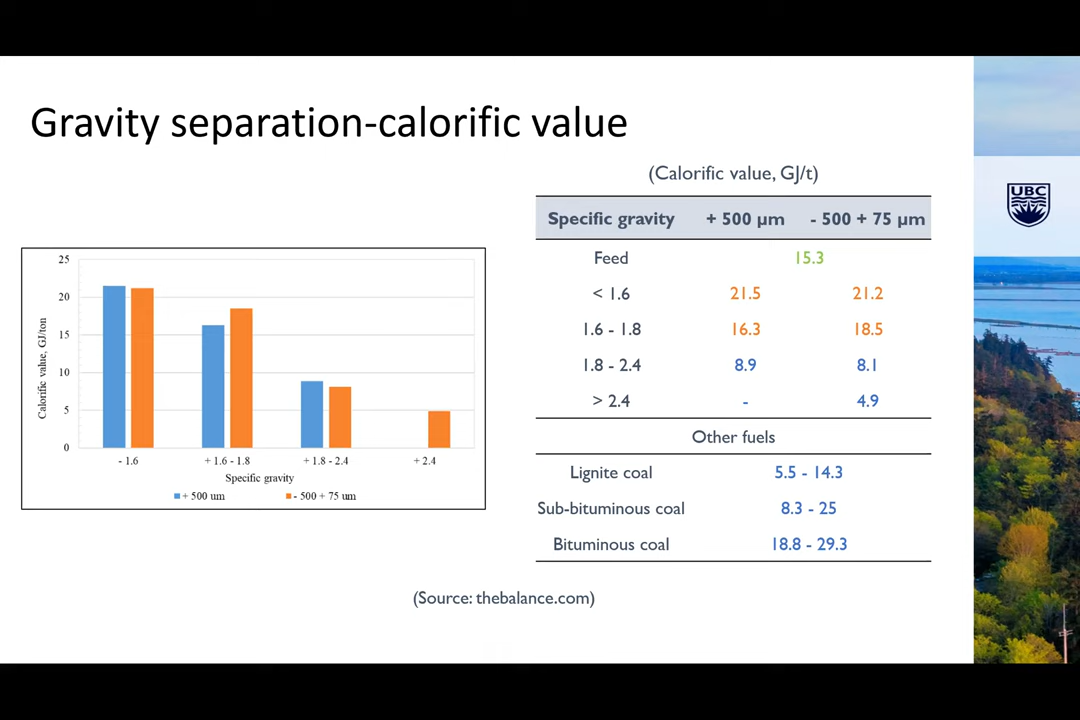 Gravity separation-calorific value
(Calorific value, GJ/t)
Specific gravity + 500 µm - 500 + 75 µm
Feed 15.3
< 1.6 21.5 21.2
1.6 - 1.8 16.3 18.5
1.8 - 2.4 8.9 8.1
> 2.4 - 4.9
Other fuels
Lignite coal 5.5 - 14.3
Sub-bituminous coal 8.3 - 25
Bituminous coal 18.8 - 29.3
Calorific value, GJ/ton
25
20
15
10
5
0
- 1.6 + 1.6 - 1.8 + 1.8 - 2.4 + 2.4
Specific gravity
+ 500 um - 500 + 75 um
(Source: thebalance.com)
UBC